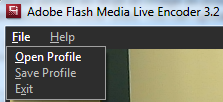 Adobe Flash Media Live Encoder 3.2
File Help
Open Profile
Save Profile
Exit